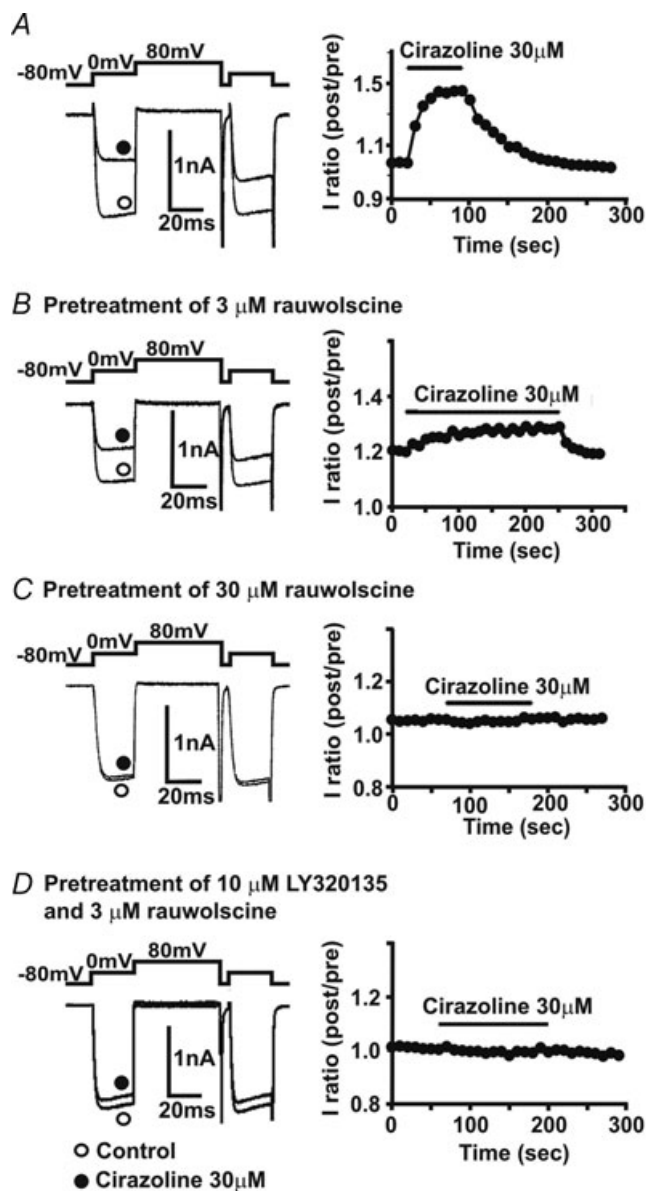 A
-80mV 0mV 80mV
1nA
20ms
Cirazoline 30μM
I ratio (post/pre)
1.5
1.1
0.9
0 100 200 300
Time (sec)
B Pretreatment of 3 μM rauwolscine
-80mV 0mV 80mV
1nA
20ms
Cirazoline 30μM
I ratio (post/pre)
1.4
1.2
1.0
0 100 200 300
Time (sec)
C Pretreatment of 30 μM rauwolscine
-80mV 0mV 80mV
1nA
20ms
Cirazoline 30μM
I ratio (post/pre)
1.2
1.0
0.8
0 100 200 300
Time (sec)
D Pretreatment of 10 μM LY320135
and 3 μM rauwolscine
-80mV 0mV 80mV
1nA
20ms
Cirazoline 30μM
I ratio (post/pre)
1.2
1.0
0.8
0 100 200 300
Time (sec)
Control
Cirazoline 30μM